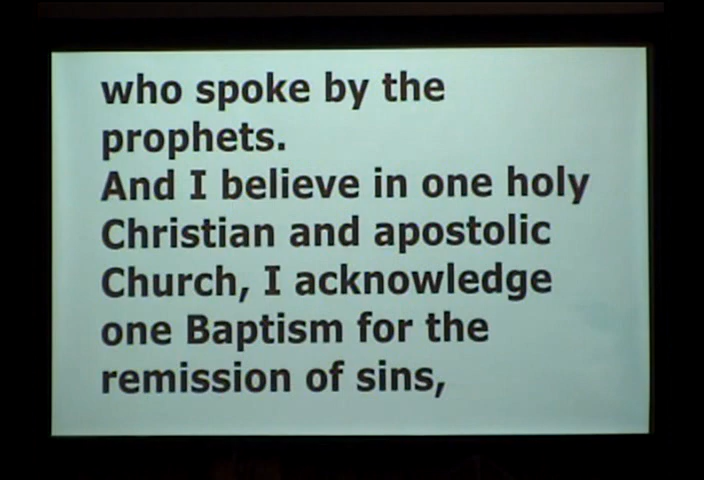 who spoke by the
prophets.
And I believe in one holy
Christian and apostolic
Church, I acknowledge
one Baptism for the
remission of sins,